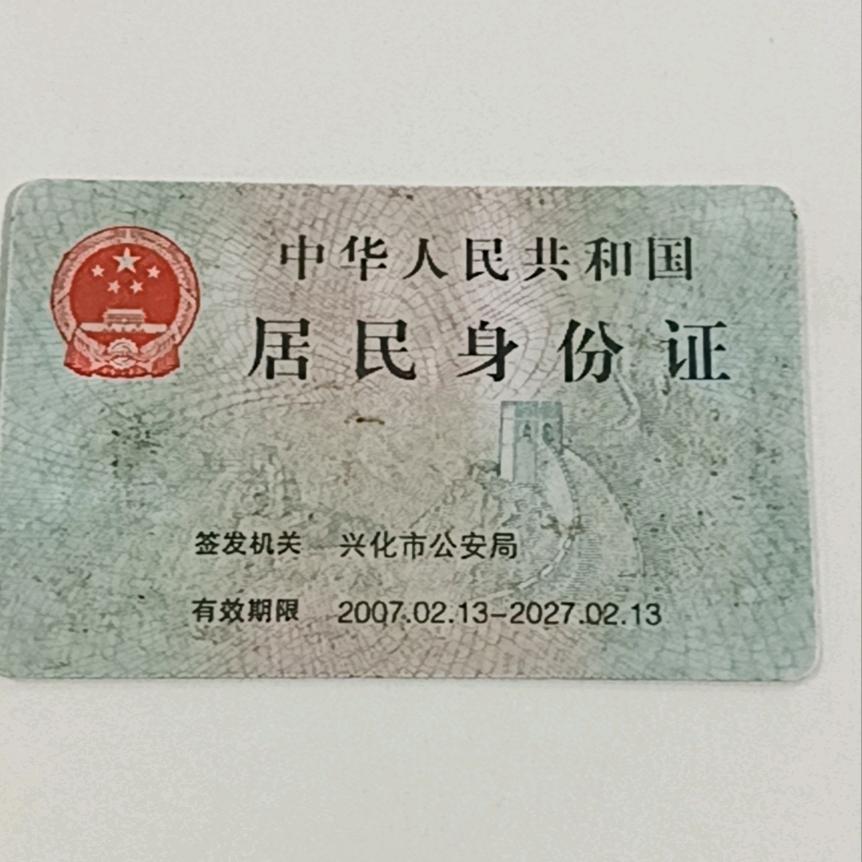 中华人民共和国
居民身份证
签发机关 兴化市公安局
有效期限 2007.02.13-2027.02.13